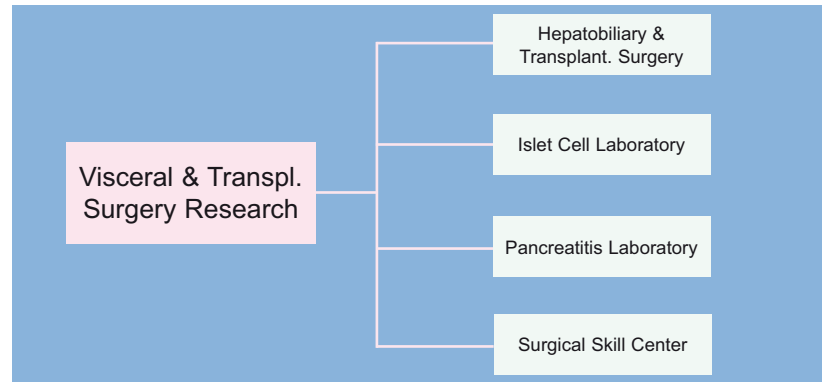 Hepatobiliary &
Transplant. Surgery
Islet Cell Laboratory
Visceral & Transpl.
Surgery Research
Pancreatitis Laboratory
Surgical Skill Center